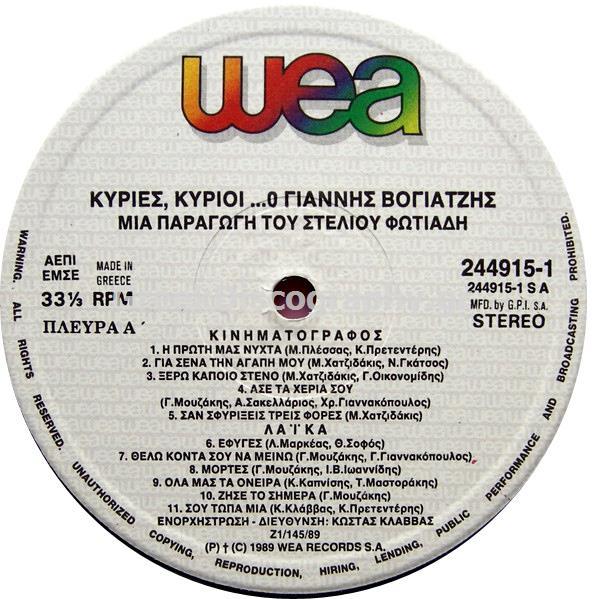 wea
ΚΥΡΙΕΣ, ΚΥΡΙΟΙ ...Ο ΓΙΑΝΝΗΣ ΒΟΓΙΑΤΖΗΣ
ΜΙΑ ΠΑΡΑΓΩΓΗ ΤΟΥ ΣΤΕΛΙΟΥ ΦΩΤΙΑΔΗ
ΑΕΠΙ
ΕΜΣΕ
MADE IN
GREECE
33⅓ RPM
ΠΛΕΥΡΑ Α΄
244915-1
244915-1 S A
MFD. by G.P.I. S.A.
STEREO
ΚΙΝΗΜΑΤΟΓΡΑΦΟΣ
1. Η ΠΡΩΤΗ ΜΑΣ ΝΥΧΤΑ (Μ.Πλέσσας, Κ.Πρετεντέρης)
2. ΓΙΑ ΣΕΝΑ ΤΗΝ ΑΓΑΠΗ ΜΟΥ (Μ.Χατζιδάκις, Ν.Γκάτσος)
3. ΞΕΡΩ ΚΑΠΟΙΟ ΣΤΕΝΟ (Μ.Χατζιδάκις, Γ.Οικονομίδης)
4. ΑΣΕ ΤΑ ΧΕΡΙΑ ΣΟΥ
(Γ.Μουζάκης, Α.Σακελλάριος, Χρ.Γιαννακόπουλος)
5. ΣΑΝ ΣΦΥΡΙΞΕΙΣ ΤΡΕΙΣ ΦΟΡΕΣ (Μ.Χατζιδάκις)
ΛΑΪΚΑ
6. ΕΦΥΓΕΣ (Λ.Μαρκέας, Θ.Σοφός)
7. ΘΕΛΩ ΚΟΝΤΑ ΣΟΥ ΝΑ ΜΕΙΝΩ (Γ.Μουζάκης, Γ.Γιαννακόπουλος)
8. ΜΟΡΤΕΣ (Γ.Μουζάκης, Ι.Β.Ιωαννίδης)
9. ΟΛΑ ΜΑΣ ΤΑ ΟΝΕΙΡΑ (Κ.Καπνίσης, Τ.Μαστοράκης)
10. ΖΗΣΕ ΤΟ ΣΗΜΕΡΑ (Γ.Μουζάκης)
11. ΣΟΥ ΤΩΠΑ ΜΙΑ (Κ.Κλάββας, Κ.Πρετεντέρης)
ΕΝΟΡΧΗΣΤΡΩΣΗ - ΔΙΕΥΘΥΝΣΗ: ΚΩΣΤΑΣ ΚΛΑΒΒΑΣ
Ζ1/145/89
(P) † (C) 1989 WEA RECORDS S.A.
WARNING. ALL RIGHTS RESERVED. UNAUTHORIZED COPYING, REPRODUCTION, HIRING, LENDING, PUBLIC PERFORMANCE AND BROADCASTING PROHIBITED.